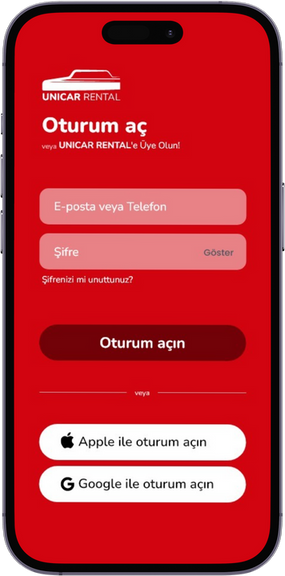 UNICAR RENTAL
Oturum aç
veya UNICAR RENTAL'e Üye Olun!
E-posta veya Telefon
Şifre Göster
Şifrenizi mi unuttunuz?
Oturum açın
veya
Apple ile oturum açın
Google ile oturum açın